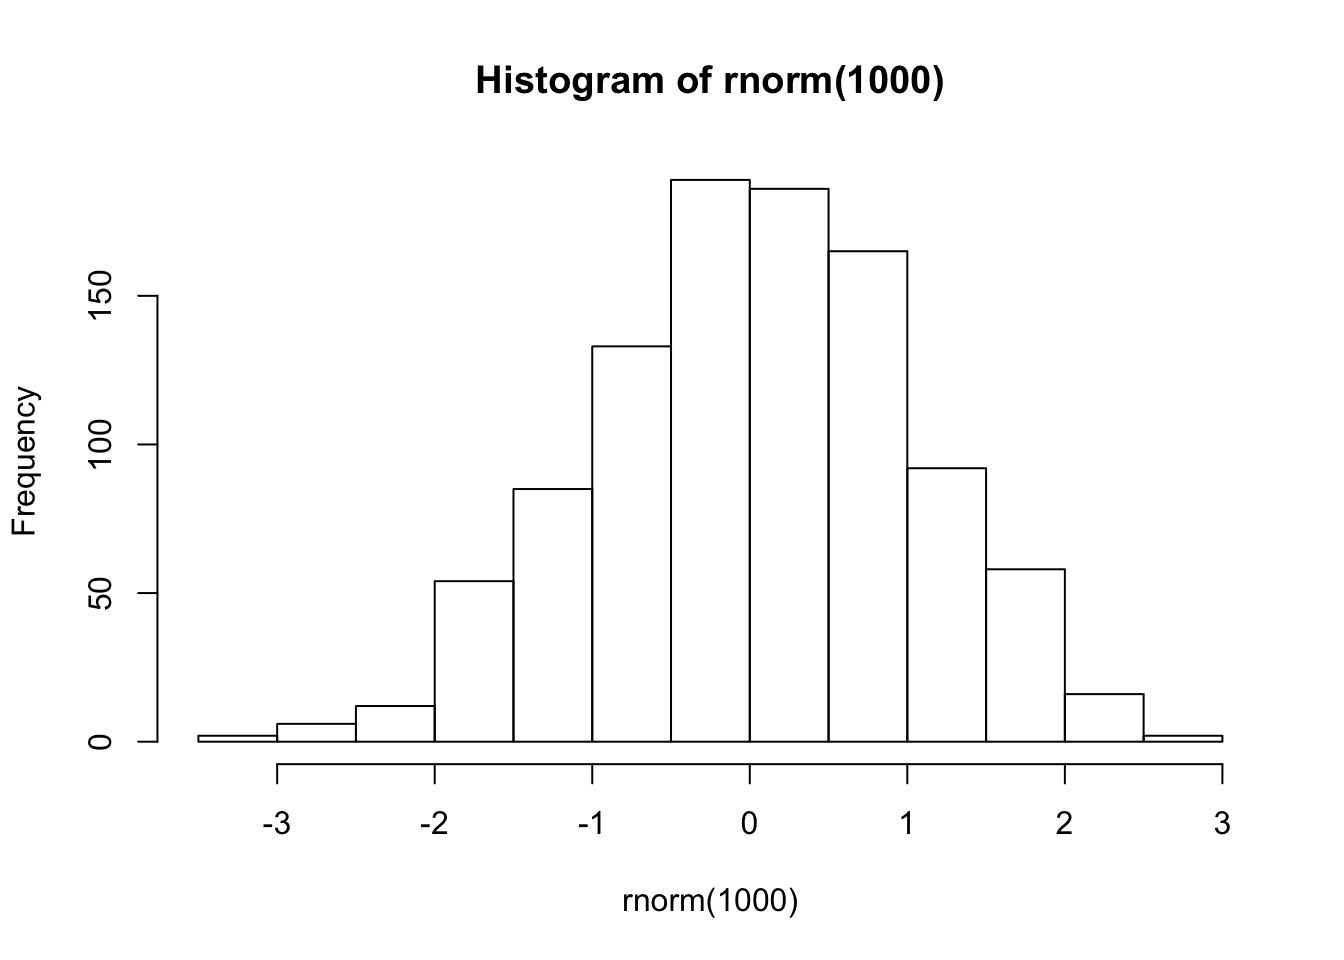 Histogram of rnorm(1000)
Frequency
150
100
50
0
-3 -2 -1 0 1 2 3
rnorm(1000)